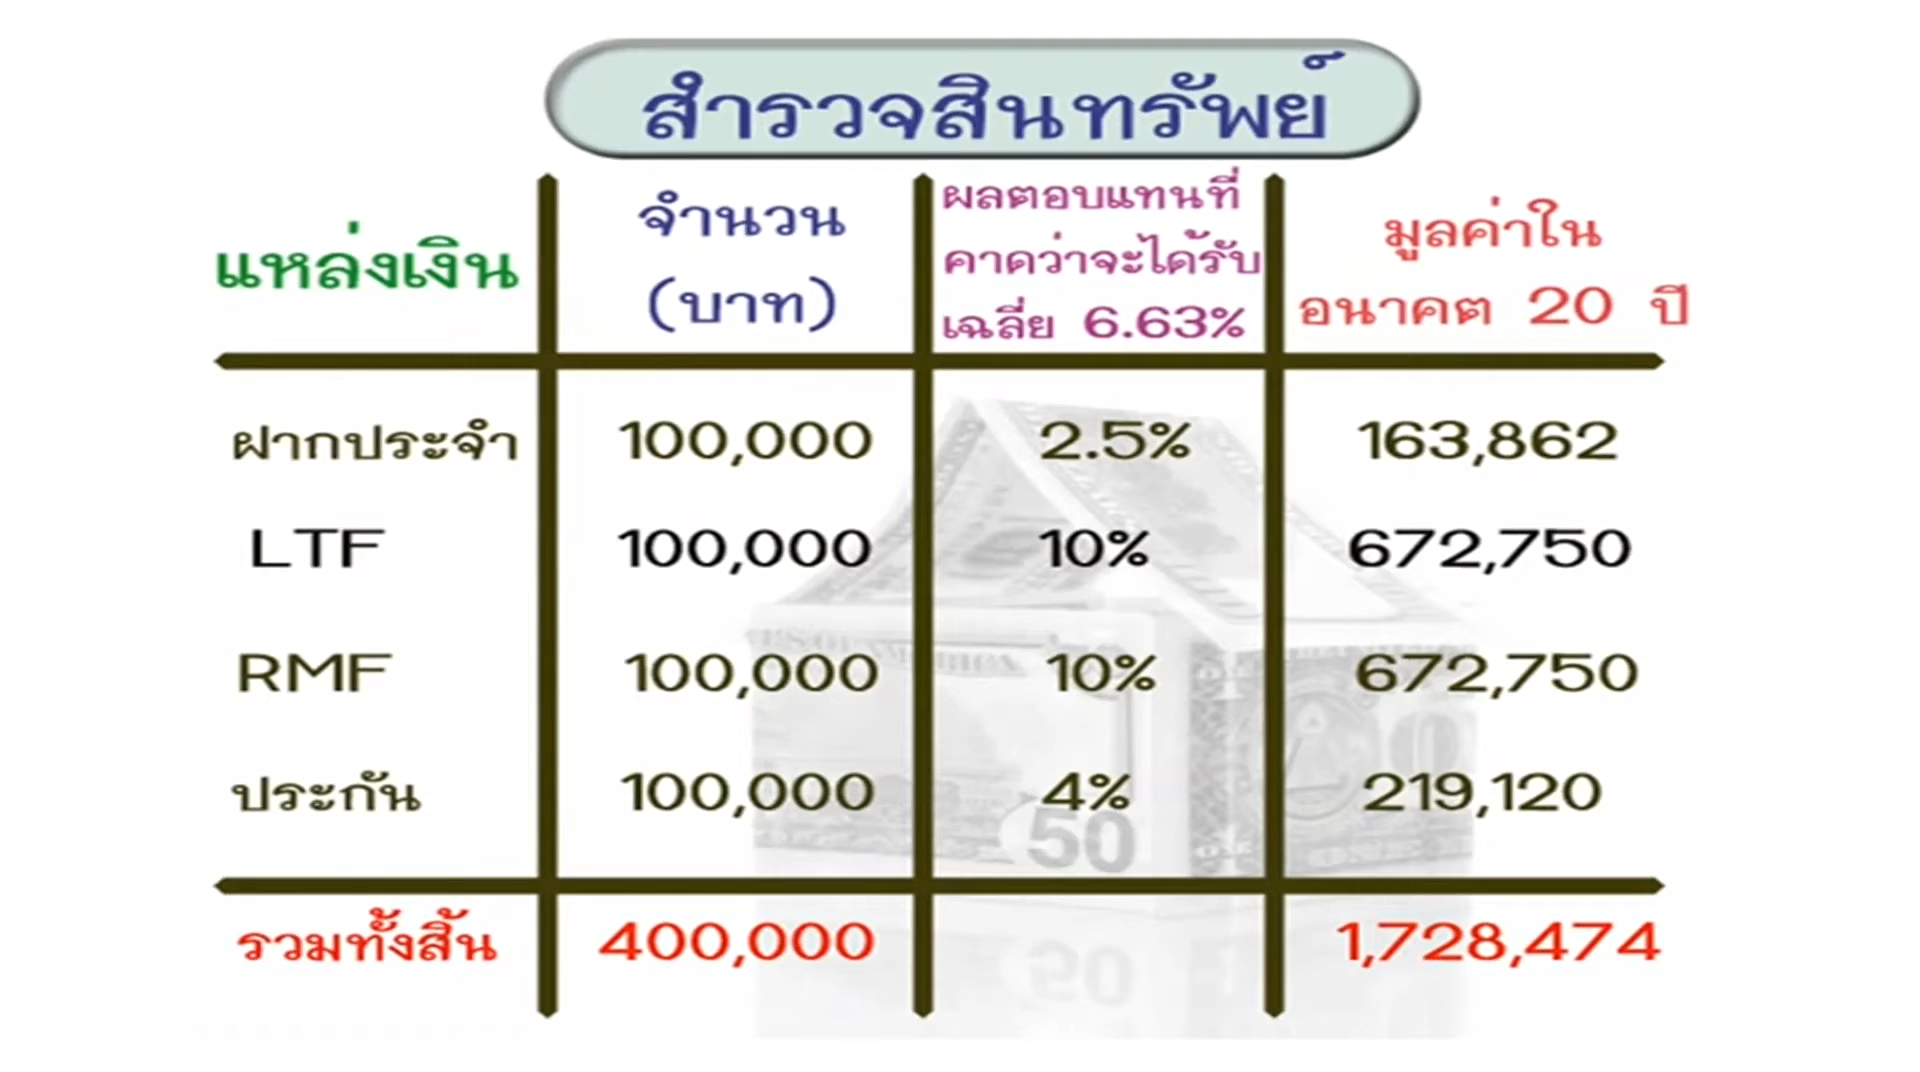 สำรวจสินทรัพย์
แหล่งเงิน
จำนวน
(บาท)
ผลตอบแทนที่
คาดว่าจะได้รับ
เฉลี่ย 6.63%
มูลค่าใน
อนาคต 20 ปี
ฝากประจำ 100,000 2.5% 163,862
LTF 100,000 10% 672,750
RMF 100,000 10% 672,750
ประกัน 100,000 4% 219,120
50
รวมทั้งสิ้น 400,000 1,728,474